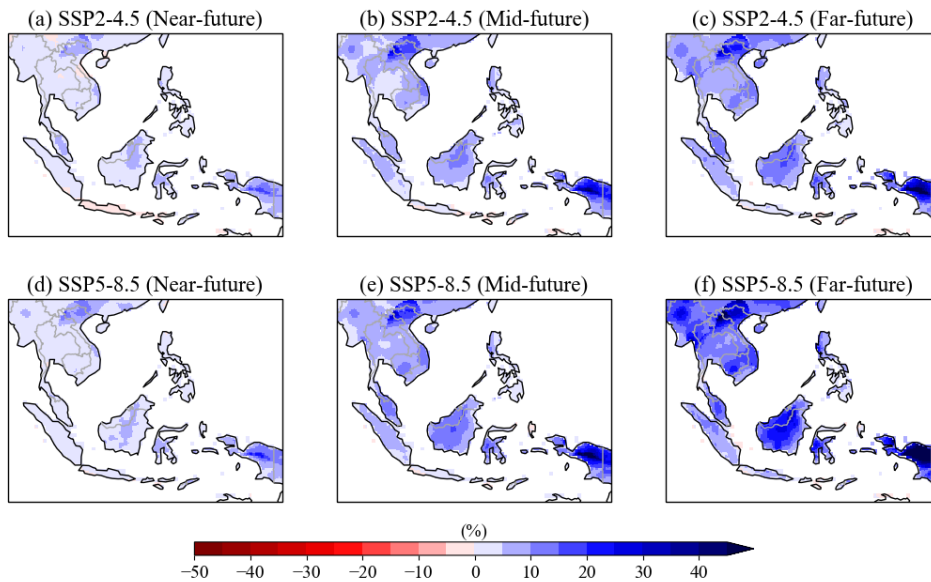 (a) SSP2-4.5 (Near-future)
(b) SSP2-4.5 (Mid-future)
(c) SSP2-4.5 (Far-future)
(d) SSP5-8.5 (Near-future)
(e) SSP5-8.5 (Mid-future)
(f) SSP5-8.5 (Far-future)
(%)
−50 −40 −30 −20 −10 0 10 20 30 40